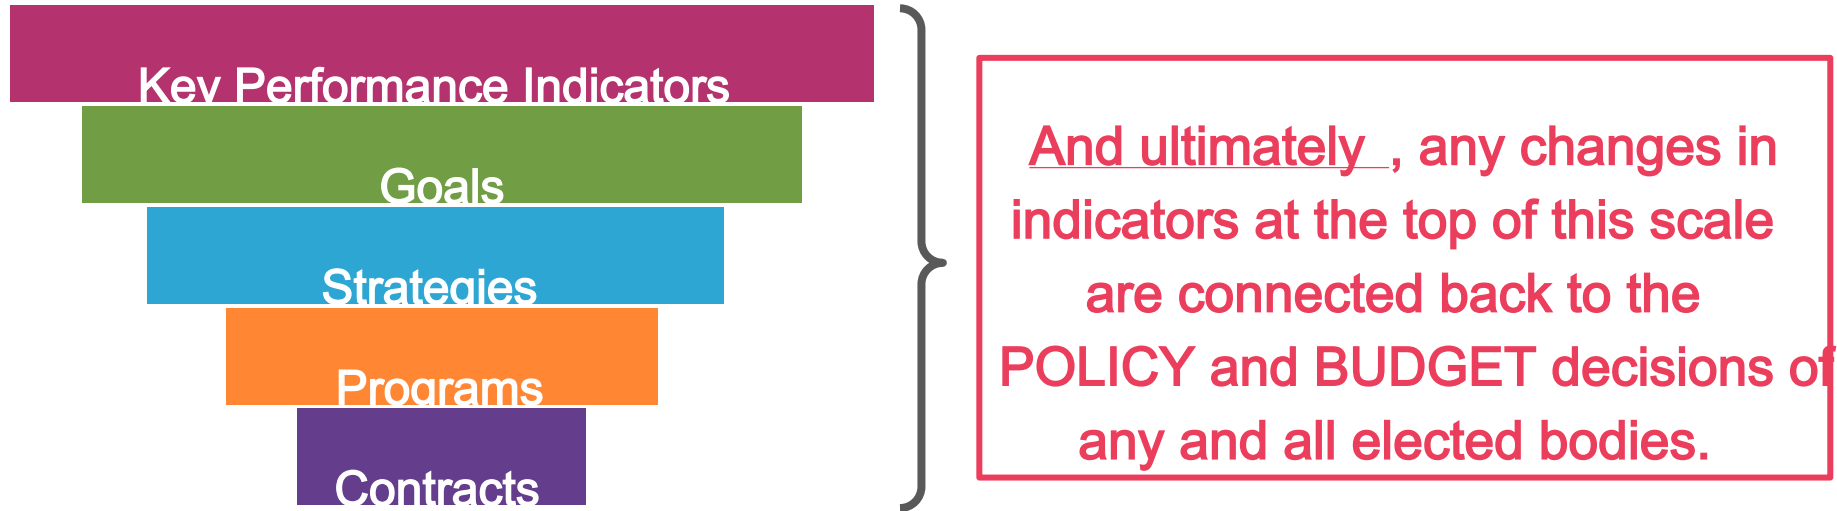 Key Performance Indicators
Goals
Strategies
Programs
Contracts
And ultimately , any changes in
indicators at the top of this scale
are connected back to the
POLICY and BUDGET decisions of
any and all elected bodies.